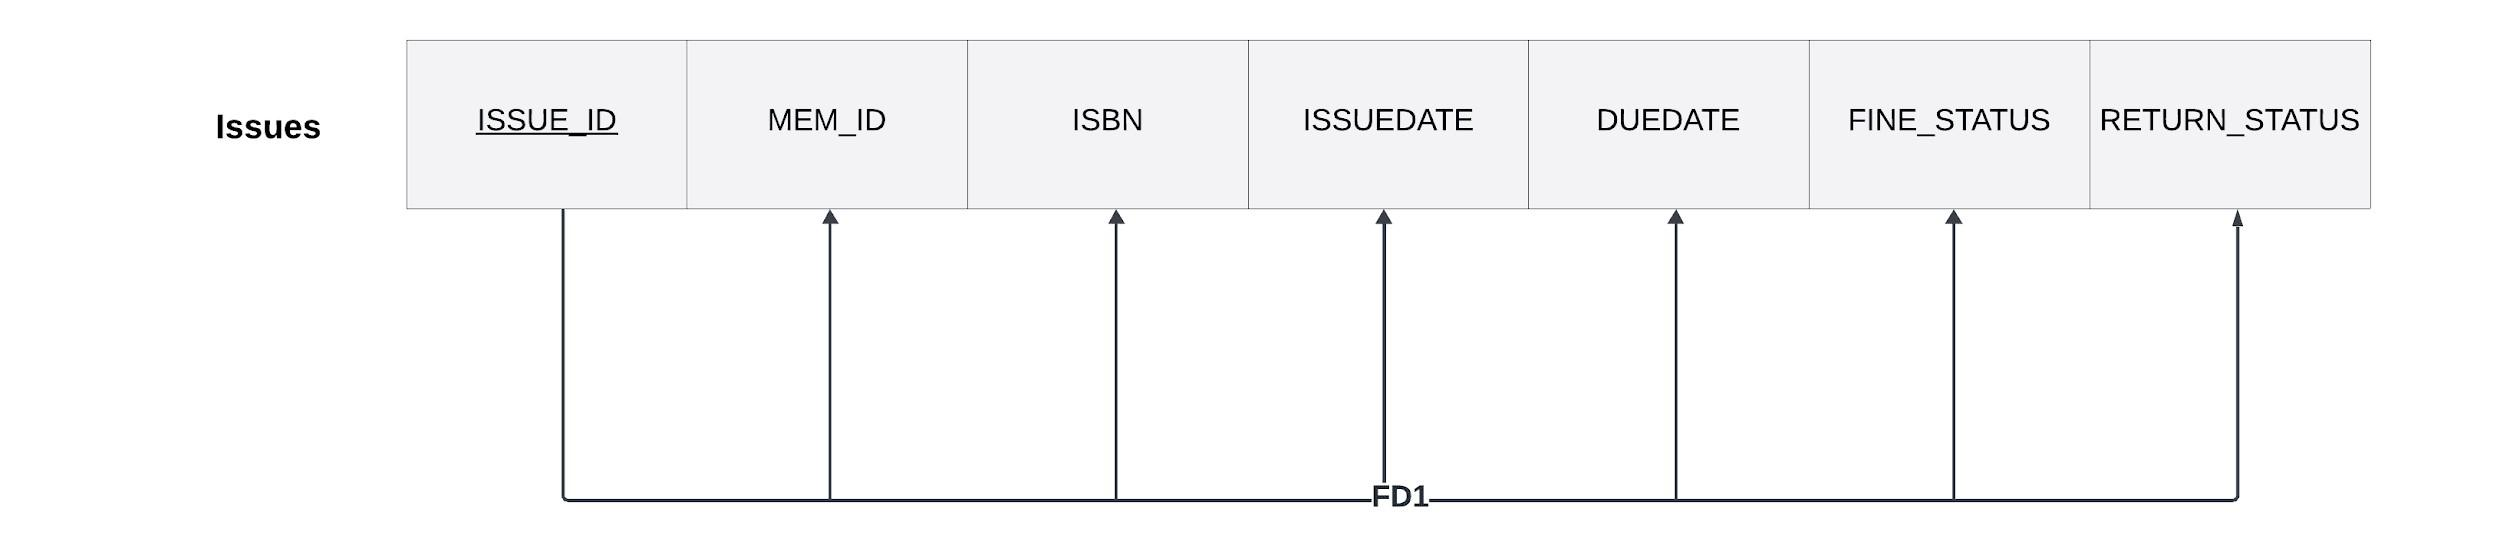 Issues
ISSUE_ID
MEM_ID
ISBN
ISSUEDATE
DUEDATE
FINE_STATUS
RETURN_STATUS
FD1